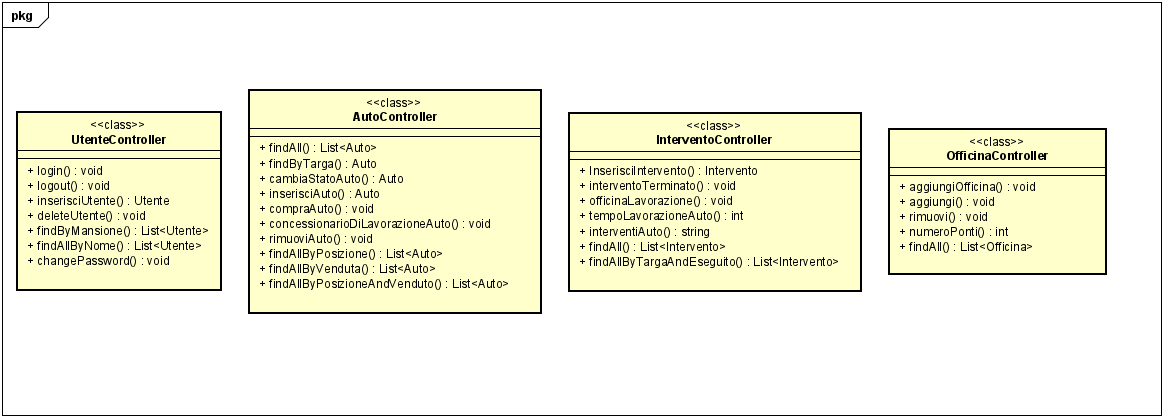 pkg
<<class>>
UtenteController
+ login() : void
+ logout() : void
+ inserisciUtente() : Utente
+ deleteUtente() : void
+ findByMansione() : List<Utente>
+ findAllByNome() : List<Utente>
+ changePassword() : void
<<class>>
AutoController
+ findAll() : List<Auto>
+ findByTarga() : Auto
+ cambiaStatoAuto() : Auto
+ inserisciAuto() : Auto
+ compraAuto() : void
+ concessionarioDiLavorazioneAuto() : void
+ rimuoviAuto() : void
+ findAllByPosizione() : List<Auto>
+ findAllByVenduta() : List<Auto>
+ findAllByPosizioneAndVenduto() : List<Auto>
<<class>>
InterventoController
+ InserisciIntervento() : Intervento
+ interventoTerminato() : void
+ officinaLavorazione() : void
+ tempoLavorazioneAuto() : int
+ interventiAuto() : string
+ findAll() : List<Intervento>
+ findAllByTargaAndEseguito() : List<Intervento>
<<class>>
OfficinaController
+ aggiungiOfficina() : void
+ aggiungi() : void
+ rimuovi() : void
+ numeroPonti() : int
+ findAll() : List<Officina>